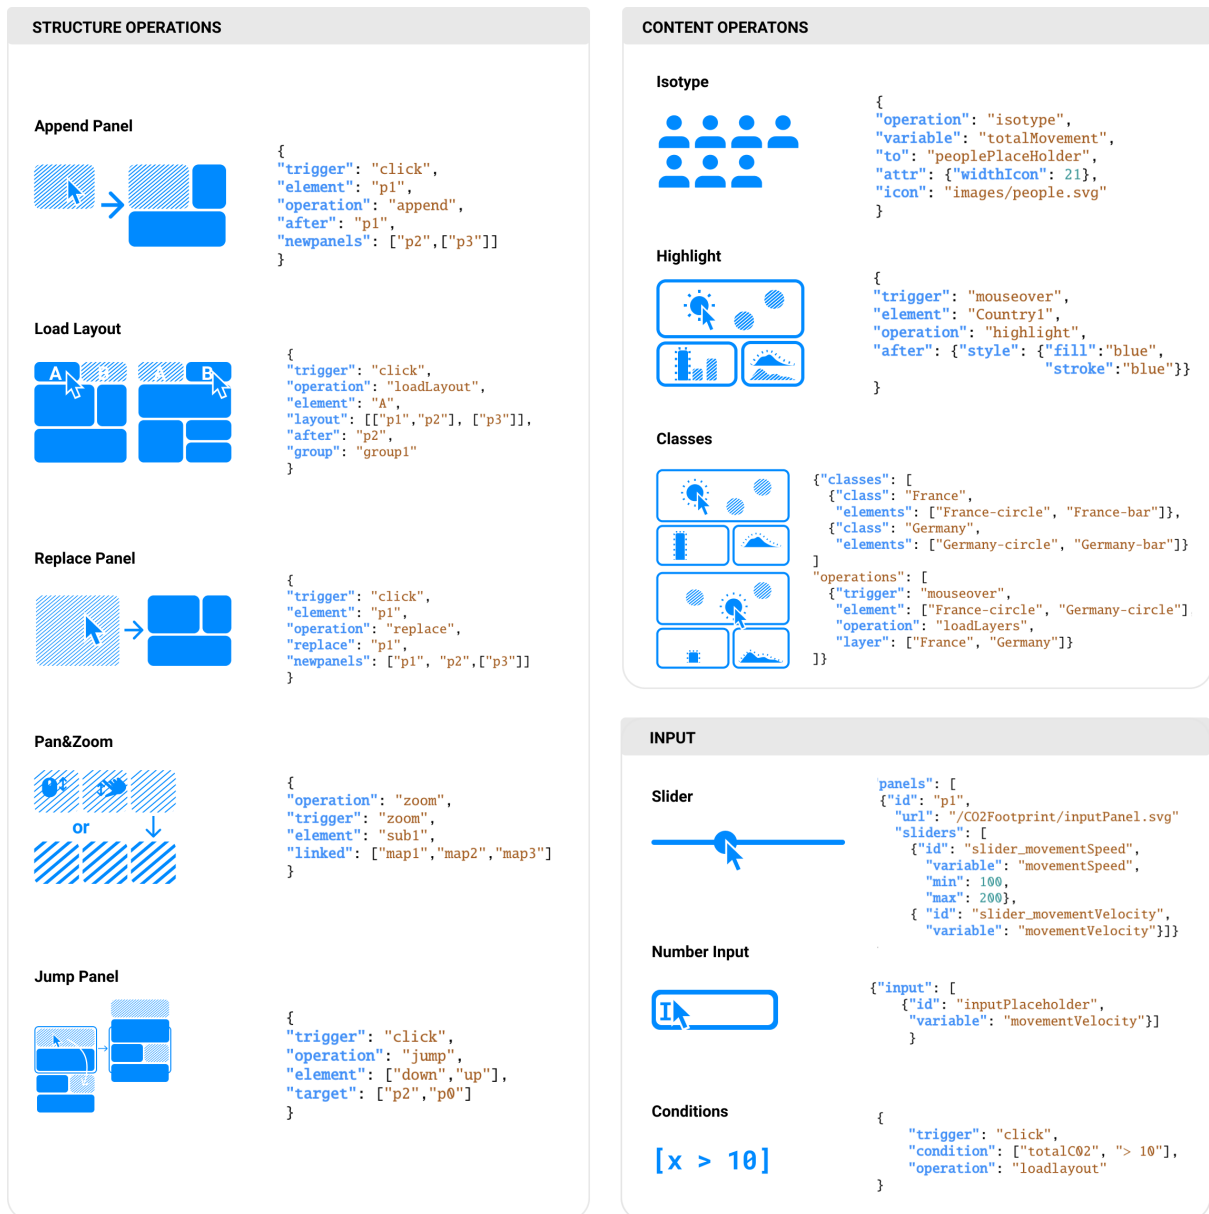 STRUCTURE OPERATIONS
Append Panel
{
"trigger": "click",
"element": "p1",
"operation": "append",
"after": "p1",
"newpanels": ["p2",["p3"]]
}
Load Layout
A B A B
{
"trigger": "click",
"operation": "loadLayout",
"element": "A",
"layout": [["p1","p2"], ["p3"]],
"after": "p2",
"group": "group1"
}
Replace Panel
{
"trigger": "click",
"element": "p1",
"operation": "replace",
"replace": "p1",
"newpanels": ["p1", "p2",["p3"]]
}
Pan&Zoom
or
{
"operation": "zoom",
"trigger": "zoom",
"element": "sub1",
"linked": ["map1","map2","map3"]
}
Jump Panel
{
"trigger": "click",
"operation": "jump",
"element": ["down","up"],
"target": ["p2","p0"]
}
CONTENT OPERATONS
Isotype
{
"operation": "isotype",
"variable": "totalMovement",
"to": "peoplePlaceHolder",
"attr": {"widthIcon": 21},
"icon": "images/people.svg"
}
Highlight
{
"trigger": "mouseover",
"element": "Country1",
"operation": "highlight",
"after": {"style": {"fill":"blue",
"stroke":"blue"}}
}
Classes
{"classes": [
{"class": "France",
"elements": ["France-circle", "France-bar"]},
{"class": "Germany",
"elements": ["Germany-circle", "Germany-bar"]}
]
"operations": [
{"trigger": "mouseover",
"element": ["France-circle", "Germany-circle"]
"operation": "loadLayers",
"layer": ["France", "Germany"]}
]}
INPUT
Slider
panels": [
{"id": "p1",
"url": "/CO2Footprint/inputPanel.svg"
"sliders": [
{"id": "slider_movementSpeed",
"variable": "movementSpeed",
"min": 100,
"max": 200},
{ "id": "slider_movementVelocity",
"variable": "movementVelocity"}]}
Number Input
I
{"input": [
{"id": "inputPlaceholder",
"variable": "movementVelocity"}]
}
Conditions
[x > 10]
{
"trigger": "click",
"condition": ["totalC02", "> 10"],
"operation": "loadlayout"
}